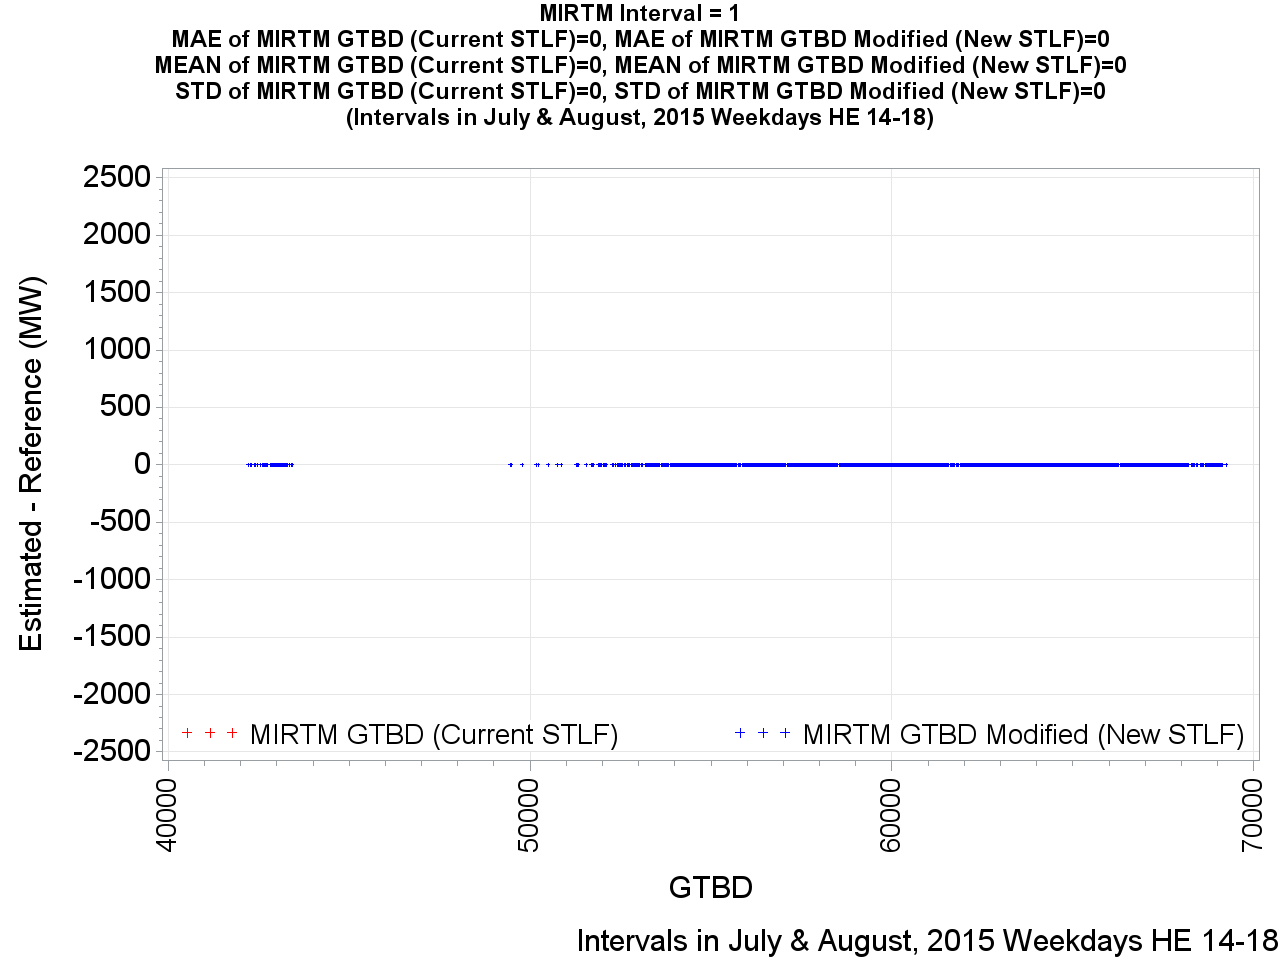 MIRTM Interval = 1
MAE of MIRTM GTBD (Current STLF)=0, MAE of MIRTM GTBD Modified (New STLF)=0
MEAN of MIRTM GTBD (Current STLF)=0, MEAN of MIRTM GTBD Modified (New STLF)=0
STD of MIRTM GTBD (Current STLF)=0, STD of MIRTM GTBD Modified (New STLF)=0
(Intervals in July & August, 2015 Weekdays HE 14-18)
Estimated - Reference (MW)
2500
2000
1500
1000
500
0
-500
-1000
-1500
-2000
-2500
MIRTM GTBD (Current STLF)
MIRTM GTBD Modified (New STLF)
40000
50000
60000
70000
GTBD
Intervals in July & August, 2015 Weekdays HE 14-18